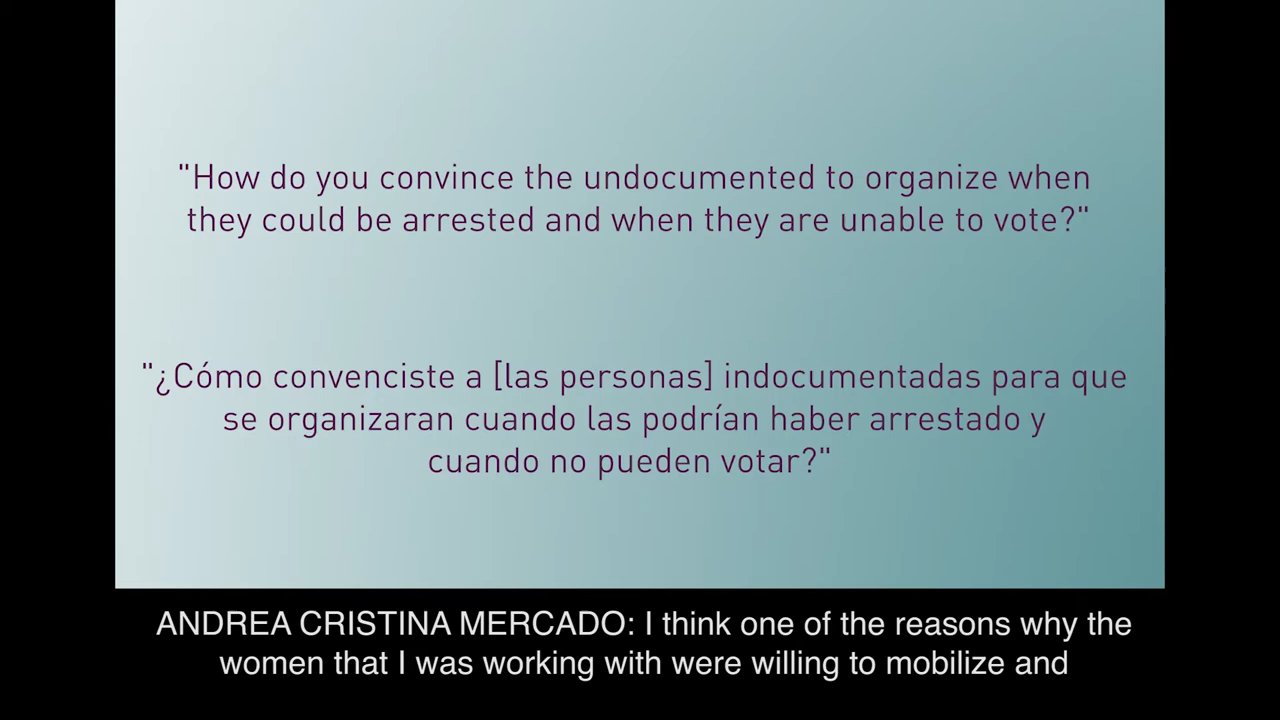 "How do you convince the undocumented to organize when
they could be arrested and when they are unable to vote?"
"¿Cómo convenciste a [las personas] indocumentadas para que
se organizaran cuando las podrían haber arrestado y
cuando no pueden votar?"
ANDREA CRISTINA MERCADO: I think one of the reasons why the
women that I was working with were willing to mobilize and